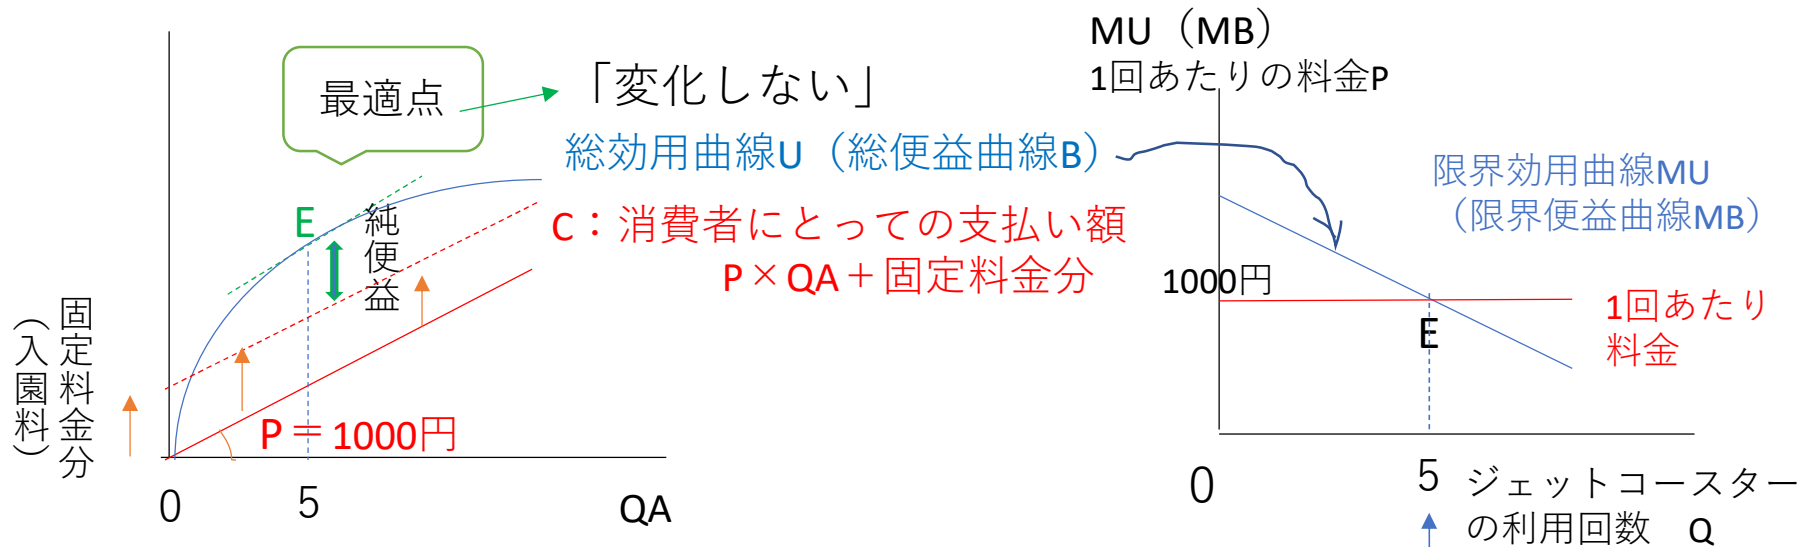 最適点
「変化しない」
総効用曲線U（総便益曲線B）
E
純便益
C：消費者にとっての支払い額
P×QA＋固定料金分
固定料金分
（入園料）
P＝1000円
0
5
QA
MU（MB）
1回あたりの料金P
限界効用曲線MU
（限界便益曲線MB）
1000円
E
1回あたり
料金
0
5
ジェットコースター
の利用回数 Q